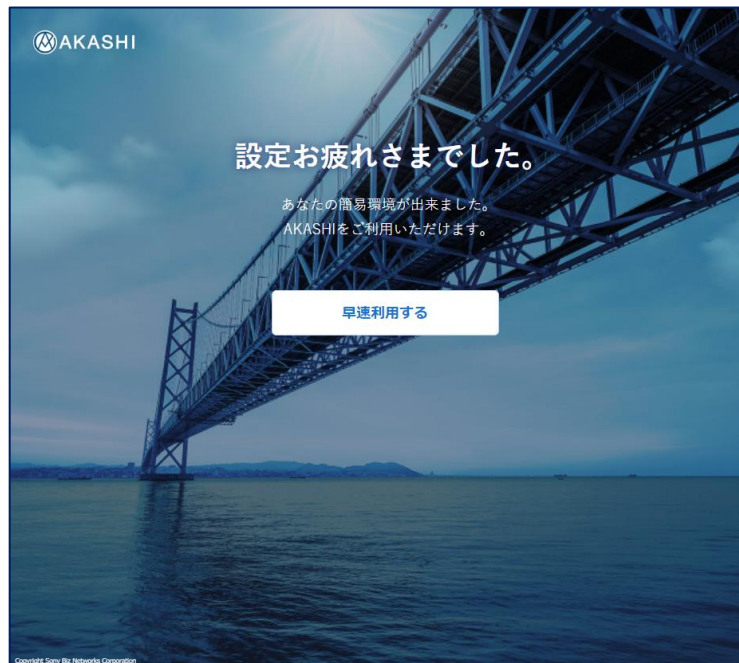 AKASHI
設定お疲れさまでした。
あなたの簡易環境が出来ました。
AKASHIをご利用いただけます。
早速利用する
Copyright Sony Biz Networks Corporation